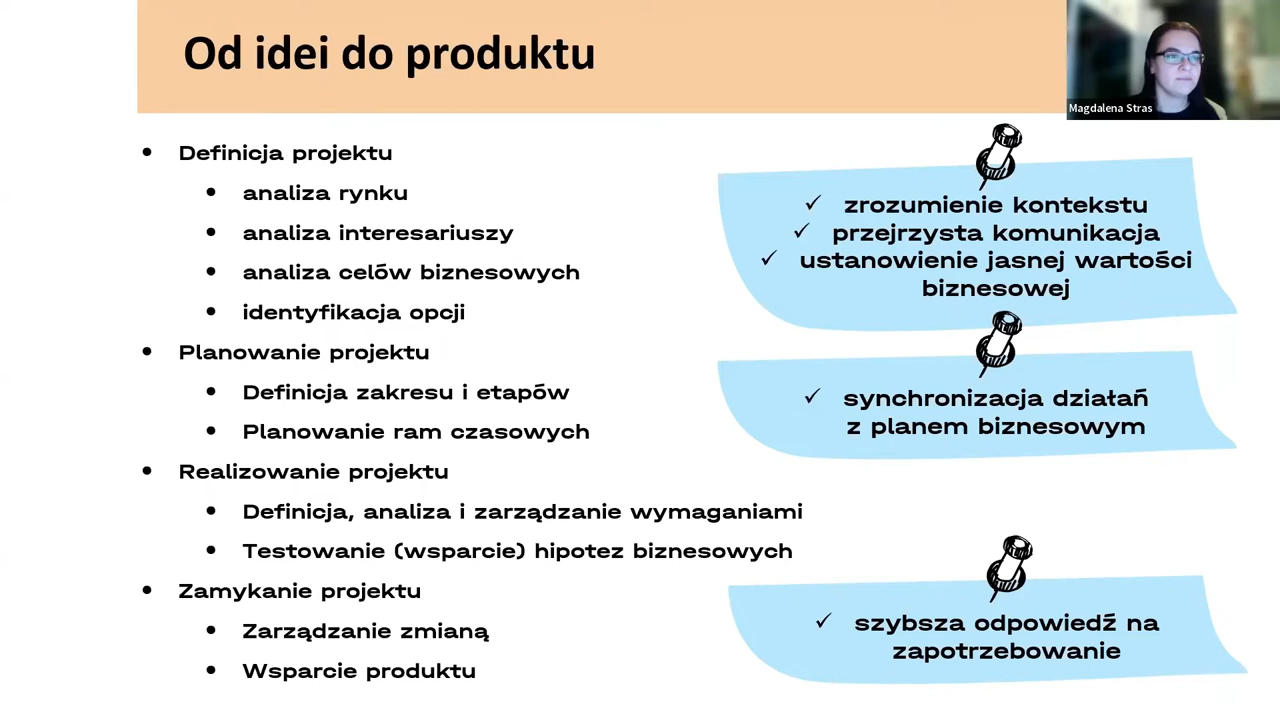 Od idei do produktu
Magdalena Stras
• Definicja projektu
• analiza rynku
• analiza interesariuszy
• analiza celów biznesowych
• identyfikacja opcji
• Planowanie projektu
• Definicja zakresu i etapów
• Planowanie ram czasowych
• Realizowanie projektu
• Definicja, analiza i zarządzanie wymaganiami
• Testowanie (wsparcie) hipotez biznesowych
• Zamykanie projektu
• Zarządzanie zmianą
• Wsparcie produktu
✓ zrozumienie kontekstu
✓ przejrzysta komunikacja
✓ ustanowienie jasnej wartości
biznesowej
✓ synchronizacja działań
z planem biznesowym
✓ szybsza odpowiedź na
zapotrzebowanie